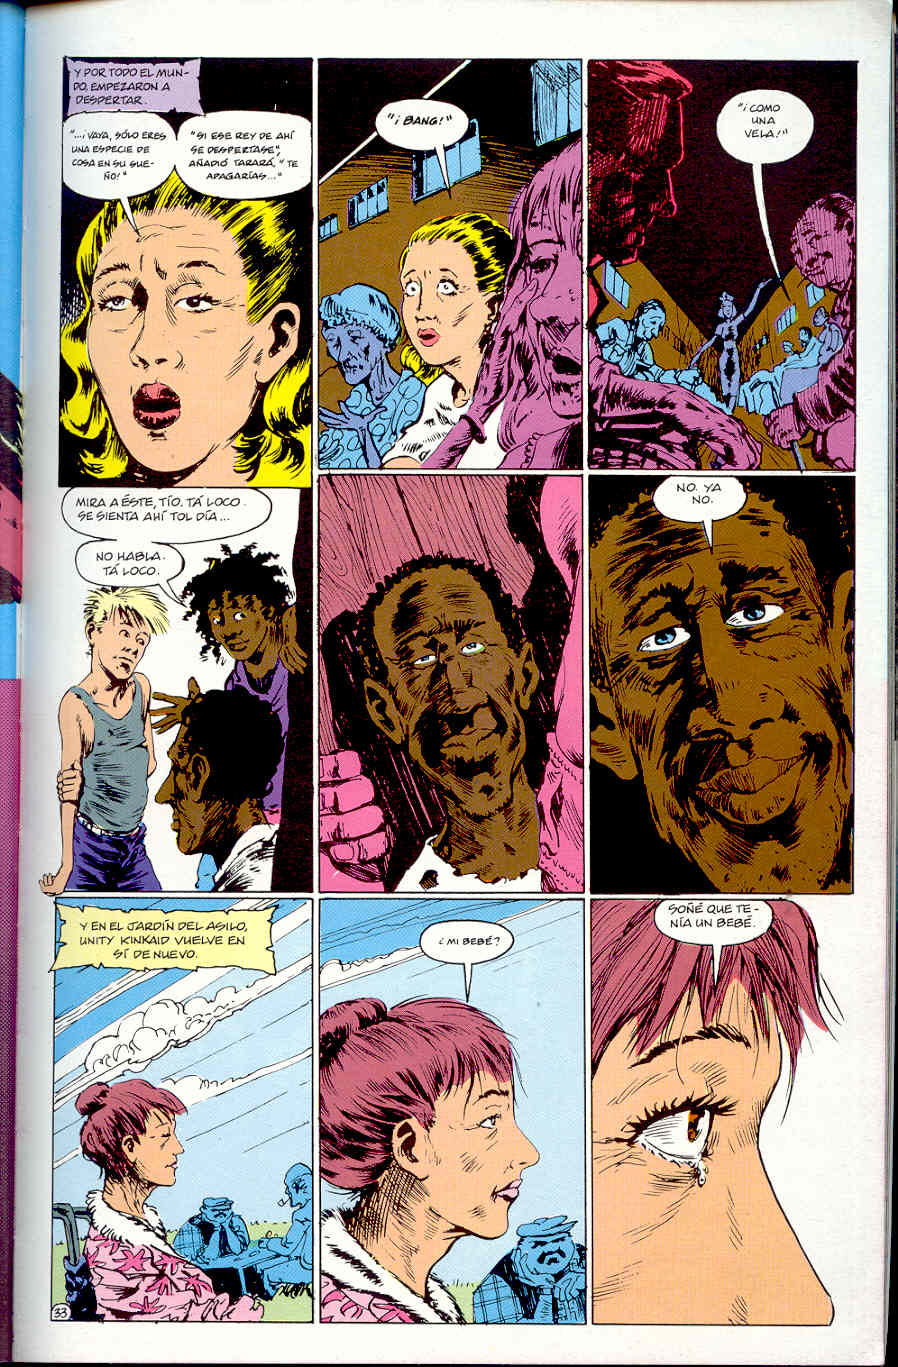 Y POR TODO EL MUN-
DO, EMPEZARON A
DESPERTAR.
"...¡VAYA, SÓLO ERES
UNA ESPECIE DE
COSA EN SU SUE-
ÑO!"
"SI ESE REY DE AHÍ
SE DESPERTASE",
AÑADIÓ TARARÁ, "TE
APAGARÍAS..."
"¡BANG!"
"¡COMO
UNA
VELA!"
MIRA A ÉSTE, TÍO. TÁ LOCO.
SE SIENTA AHÍ TOL DÍA...
NO HABLA.
TÁ LOCO.
NO. YA
NO.
Y EN EL JARDÍN DEL ASILO,
UNITY KINKAID VUELVE EN
SÍ DE NUEVO.
¿MI BEBÉ?
SOÑÉ QUE TE-
NÍA UN BEBÉ.
33